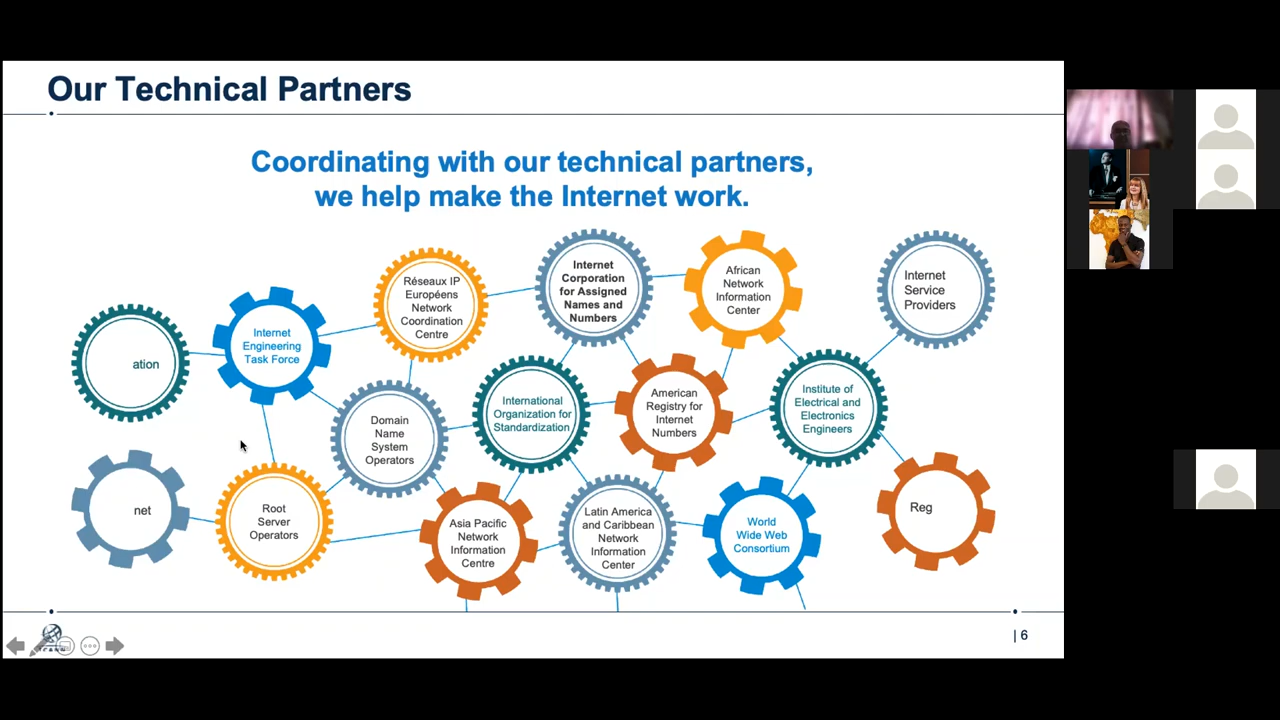 Our Technical Partners
Coordinating with our technical partners,
we help make the Internet work.
ation
Internet
Engineering
Task Force
Réseaux IP
Européens
Network
Coordination
Centre
Internet
Corporation
for Assigned
Names and
Numbers
African
Network
Information
Center
Internet
Service
Providers
Domain
Name
System
Operators
International
Organization for
Standardization
American
Registry for
Internet
Numbers
Institute of
Electrical and
Electronics
Engineers
net
Root
Server
Operators
Asia Pacific
Network
Information
Centre
Latin America
and Caribbean
Network
Information
Center
World
Wide Web
Consortium
Reg
| 6